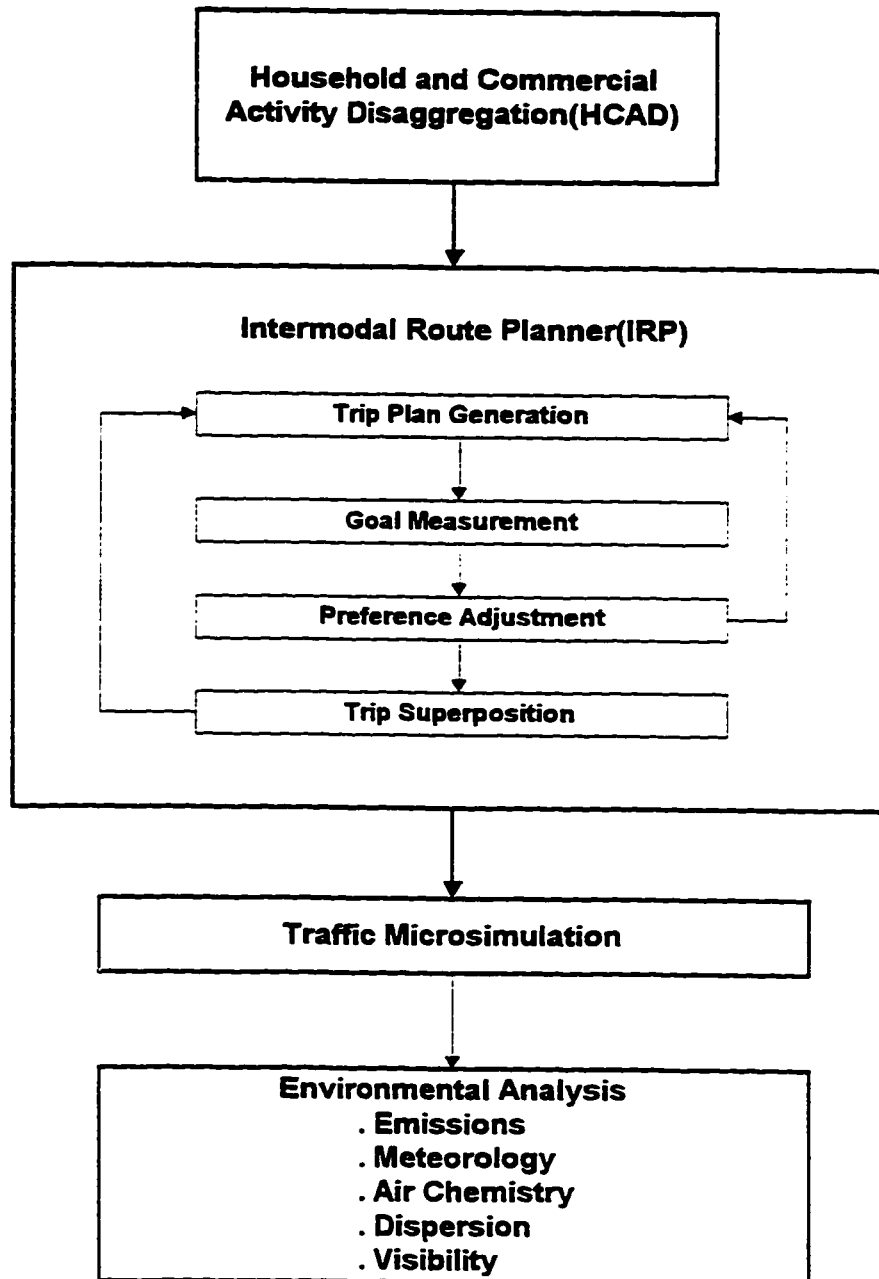 Household and Commercial
Activity Disaggregation(HCAD)
Intermodal Route Planner(IRP)
Trip Plan Generation
Goal Measurement
Preference Adjustment
Trip Superposition
Traffic Microsimulation
Environmental Analysis
. Emissions
. Meteorology
. Air Chemistry
. Dispersion
. Visibility